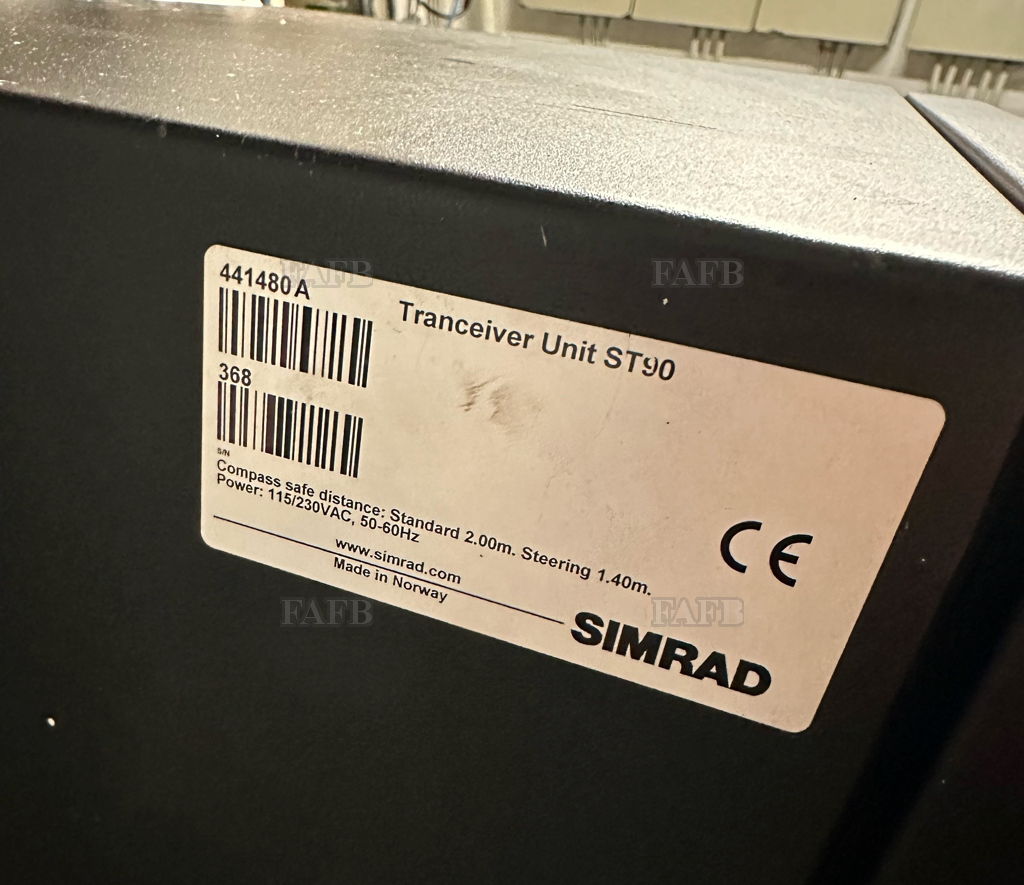 441480A
Tranceiver Unit ST90
368
S/N
Compass safe distance: Standard 2.00m. Steering 1.40m.
Power: 115/230VAC, 50-60Hz
CE
www.simrad.com
Made in Norway
SIMRAD
FAFB
FAFB
FAFB
FAFB